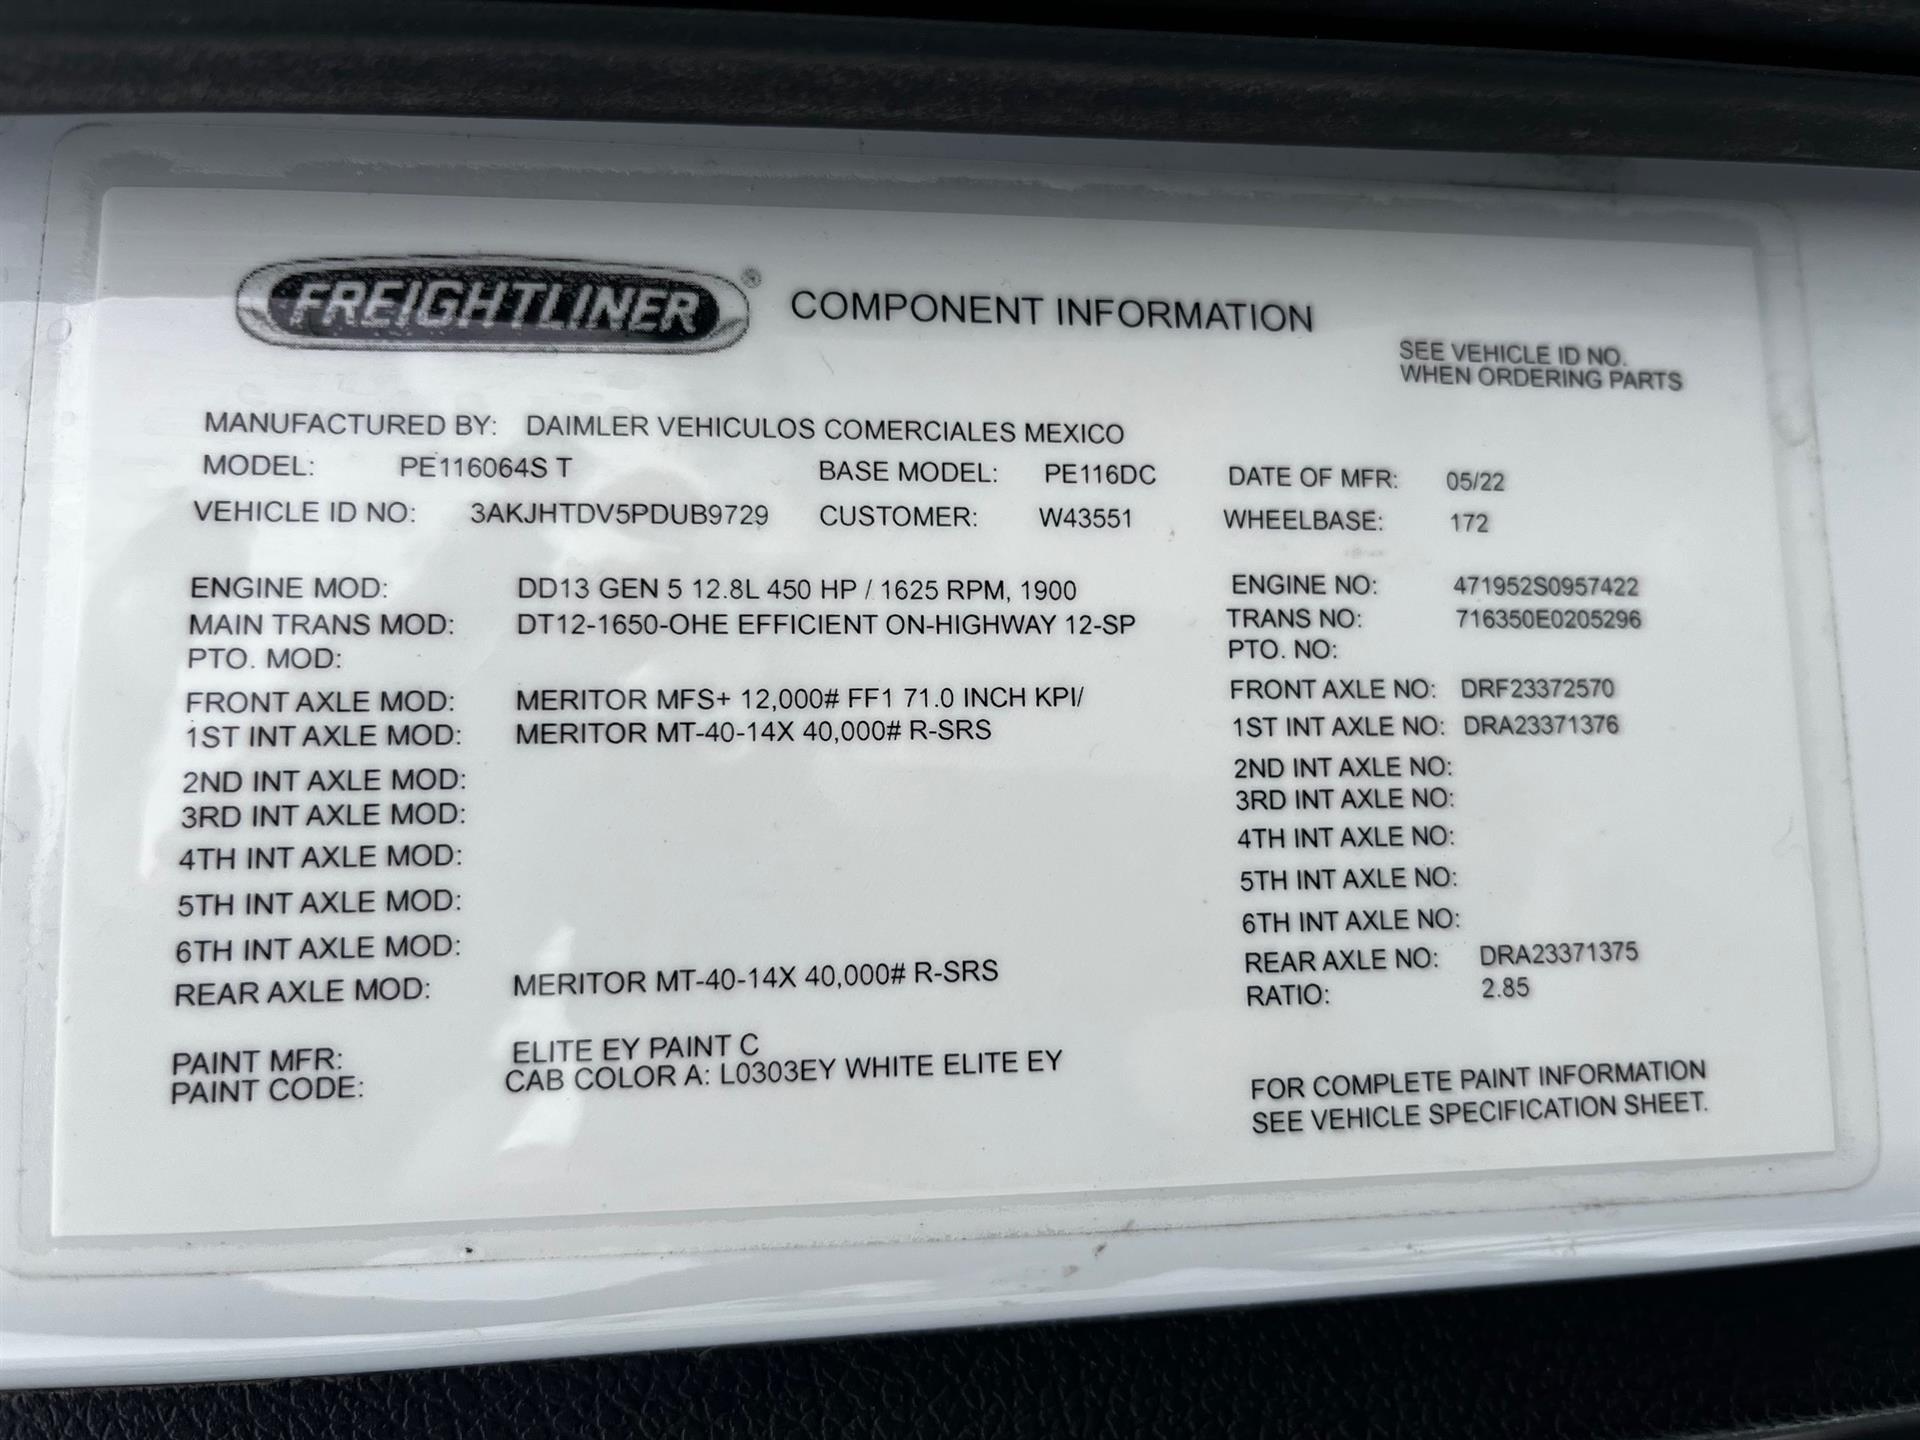 FREIGHTLINER ® COMPONENT INFORMATION
SEE VEHICLE ID NO.
WHEN ORDERING PARTS
MANUFACTURED BY: DAIMLER VEHICULOS COMERCIALES MEXICO
MODEL: PE116064S T BASE MODEL: PE116DC DATE OF MFR: 05/22
VEHICLE ID NO: 3AKJHTDV5PDUB9729 CUSTOMER: W43551 WHEELBASE: 172
ENGINE MOD: DD13 GEN 5 12.8L 450 HP / 1625 RPM, 1900 ENGINE NO: 471952S0957422
MAIN TRANS MOD: DT12-1650-OHE EFFICIENT ON-HIGHWAY 12-SP TRANS NO: 716350E0205296
PTO. MOD: PTO. NO:
FRONT AXLE MOD: MERITOR MFS+ 12,000# FF1 71.0 INCH KPI/ FRONT AXLE NO: DRF23372570
1ST INT AXLE MOD: MERITOR MT-40-14X 40,000# R-SRS 1ST INT AXLE NO: DRA23371376
2ND INT AXLE MOD: 2ND INT AXLE NO:
3RD INT AXLE MOD: 3RD INT AXLE NO:
4TH INT AXLE MOD: 4TH INT AXLE NO:
5TH INT AXLE MOD: 5TH INT AXLE NO:
6TH INT AXLE MOD: 6TH INT AXLE NO:
REAR AXLE MOD: MERITOR MT-40-14X 40,000# R-SRS REAR AXLE NO: DRA23371375
RATIO: 2.85
PAINT MFR: ELITE EY PAINT C
PAINT CODE: CAB COLOR A: L0303EY WHITE ELITE EY
FOR COMPLETE PAINT INFORMATION
SEE VEHICLE SPECIFICATION SHEET.